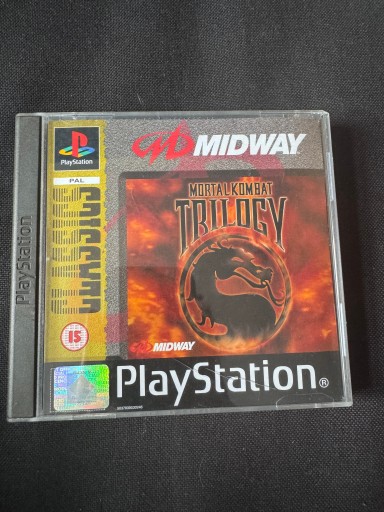 PlayStation
PlayStation
PAL
CLASSICS
15
MIDWAY
MORTAL KOMBAT
TRILOGY
MIDWAY
PlayStation®